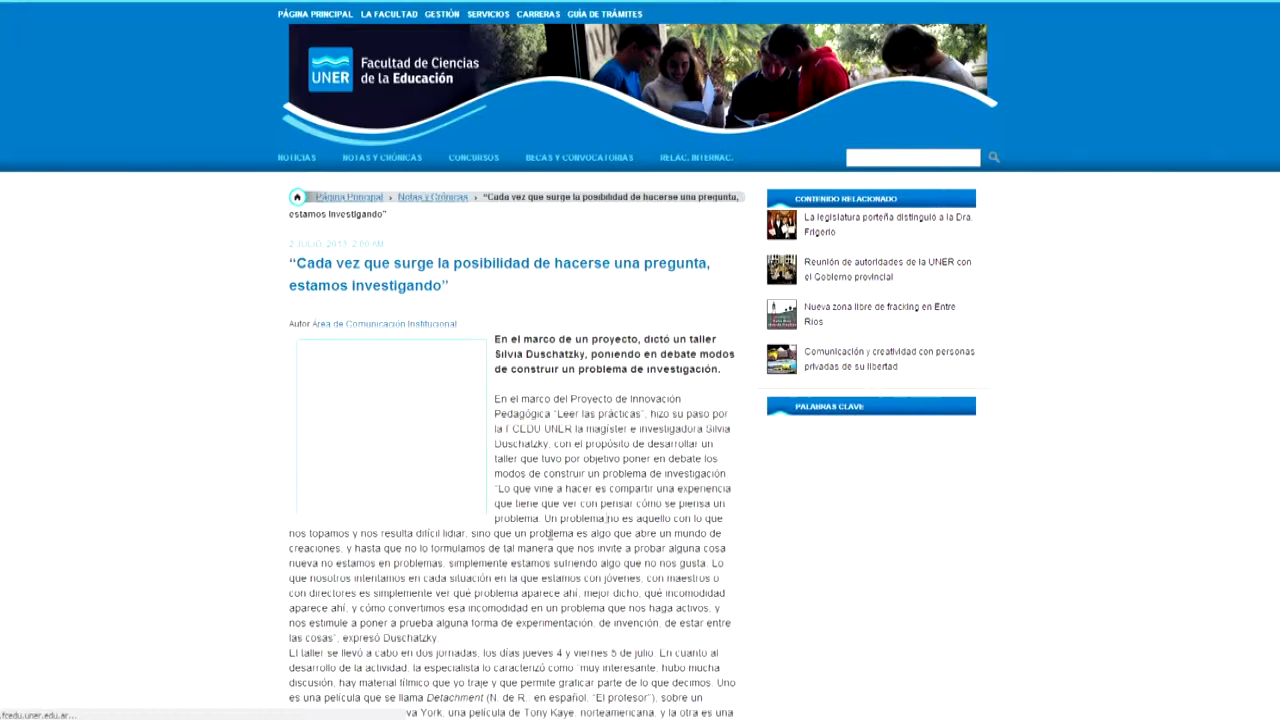 PÁGINA PRINCIPAL LA FACULTAD GESTIÓN SERVICIOS CARRERAS GUÍA DE TRÁMITES
UNER
Facultad de Ciencias
de la Educación
NOTICIAS NOTAS Y CRÓNICAS CONCURSOS BECAS Y CONVOCATORIAS RELAC. INTERNAC.
Página Principal › Notas y Crónicas › “Cada vez que surge la posibilidad de hacerse una pregunta,
estamos investigando”
2 JULIO, 2013, 2:00 AM
“Cada vez que surge la posibilidad de hacerse una pregunta,
estamos investigando”
Autor Área de Comunicación Institucional
En el marco de un proyecto, dictó un taller
Silvia Duschatzky, poniendo en debate modos
de construir un problema de investigación.
En el marco del Proyecto de Innovación
Pedagógica “Leer las prácticas”, hizo su paso por
la FCEDU UNER la magíster e investigadora Silvia
Duschatzky, con el propósito de desarrollar un
taller que tuvo por objetivo poner en debate los
modos de construir un problema de investigación
“Lo que vine a hacer es compartir una experiencia
que tiene que ver con pensar cómo se piensa un
problema. Un problema no es aquello con lo que
nos topamos y nos resulta difícil lidiar, sino que un problema es algo que abre un mundo de
creaciones, y hasta que no lo formulamos de tal manera que nos invite a probar alguna cosa
nueva no estamos en problemas, simplemente estamos sufriendo algo que no nos gusta. Lo
que nosotros intentamos en cada situación en la que estamos con jóvenes, con maestros o
con directores es simplemente ver qué problema aparece ahí, mejor dicho, qué incomodidad
aparece ahí, y cómo convertimos esa incomodidad en un problema que nos haga activos, y
nos estimule a poner a prueba alguna forma de experimentación, de invención, de estar entre
las cosas”, expresó Duschatzky.
El taller se llevó a cabo en dos jornadas, los días jueves 4 y viernes 5 de julio. En cuanto al
desarrollo de la actividad, la especialista lo caracterizó como “muy interesante, hubo mucha
discusión, hay material fílmico que yo traje y que permite graficar parte de lo que decimos. Uno
es una película que se llama Detachment (N. de R.: en español, “El profesor”), sobre un
va York, una película de Tony Kaye, norteamericana, y la otra es una
CONTENIDO RELACIONADO
La legislatura porteña distinguió a la Dra.
Frigerio
Reunión de autoridades de la UNER con
el Gobierno provincial
Nueva zona libre de fracking en Entre
Ríos
Comunicación y creatividad con personas
privadas de su libertad
PALABRAS CLAVE
.fcedu.uner.edu.ar...